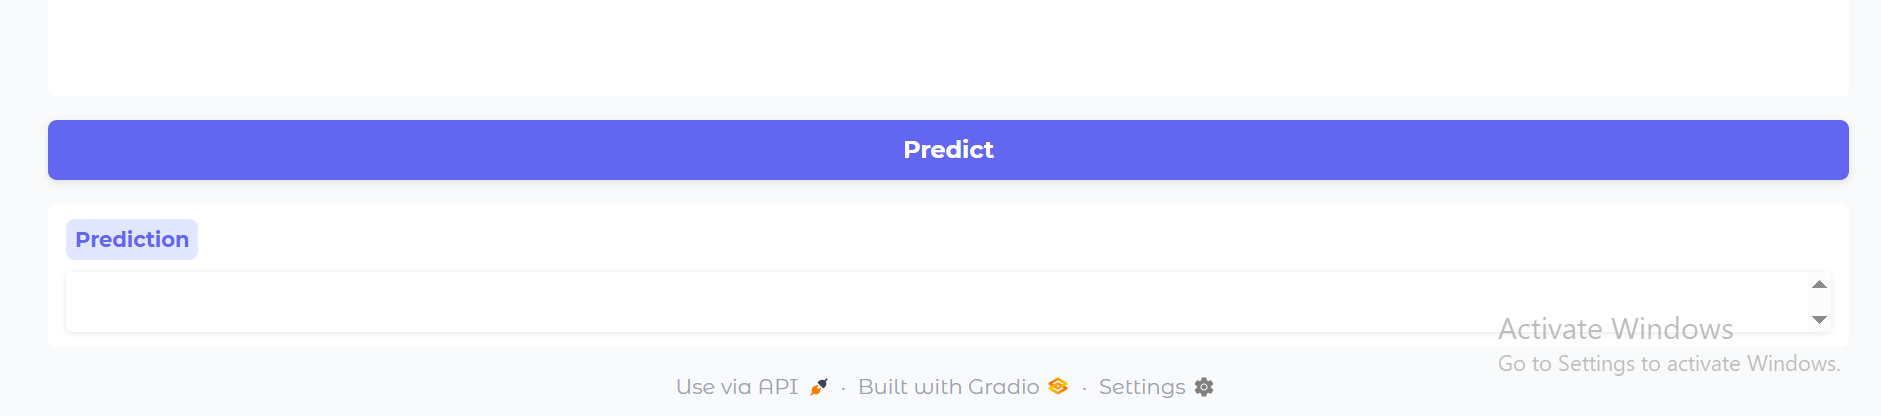 Predict
Prediction
Activate Windows
Go to Settings to activate Windows.
Use via API · Built with Gradio · Settings